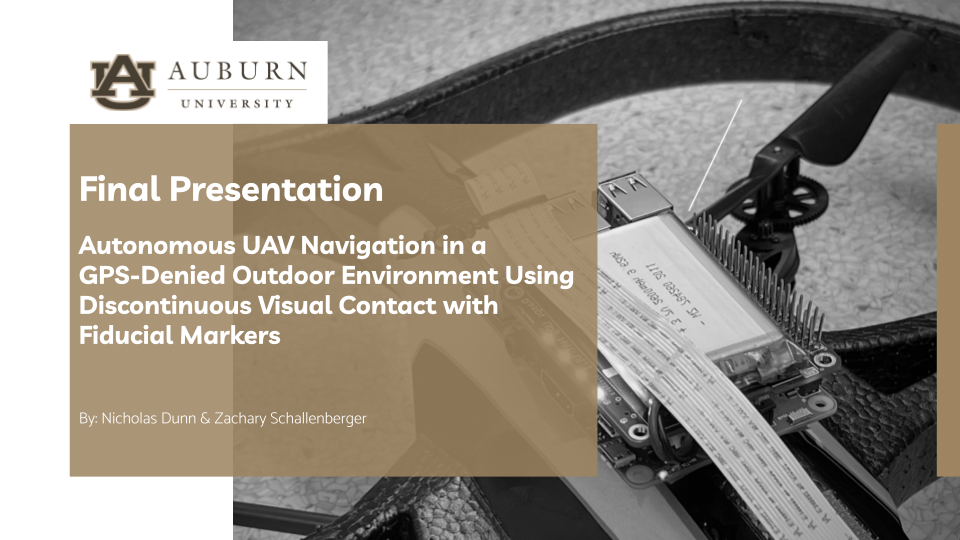 AUBURN
UNIVERSITY
Final Presentation
Autonomous UAV Navigation in a
GPS-Denied Outdoor Environment Using
Discontinuous Visual Contact with
Fiducial Markers
By: Nicholas Dunn & Zachary Schallenberger